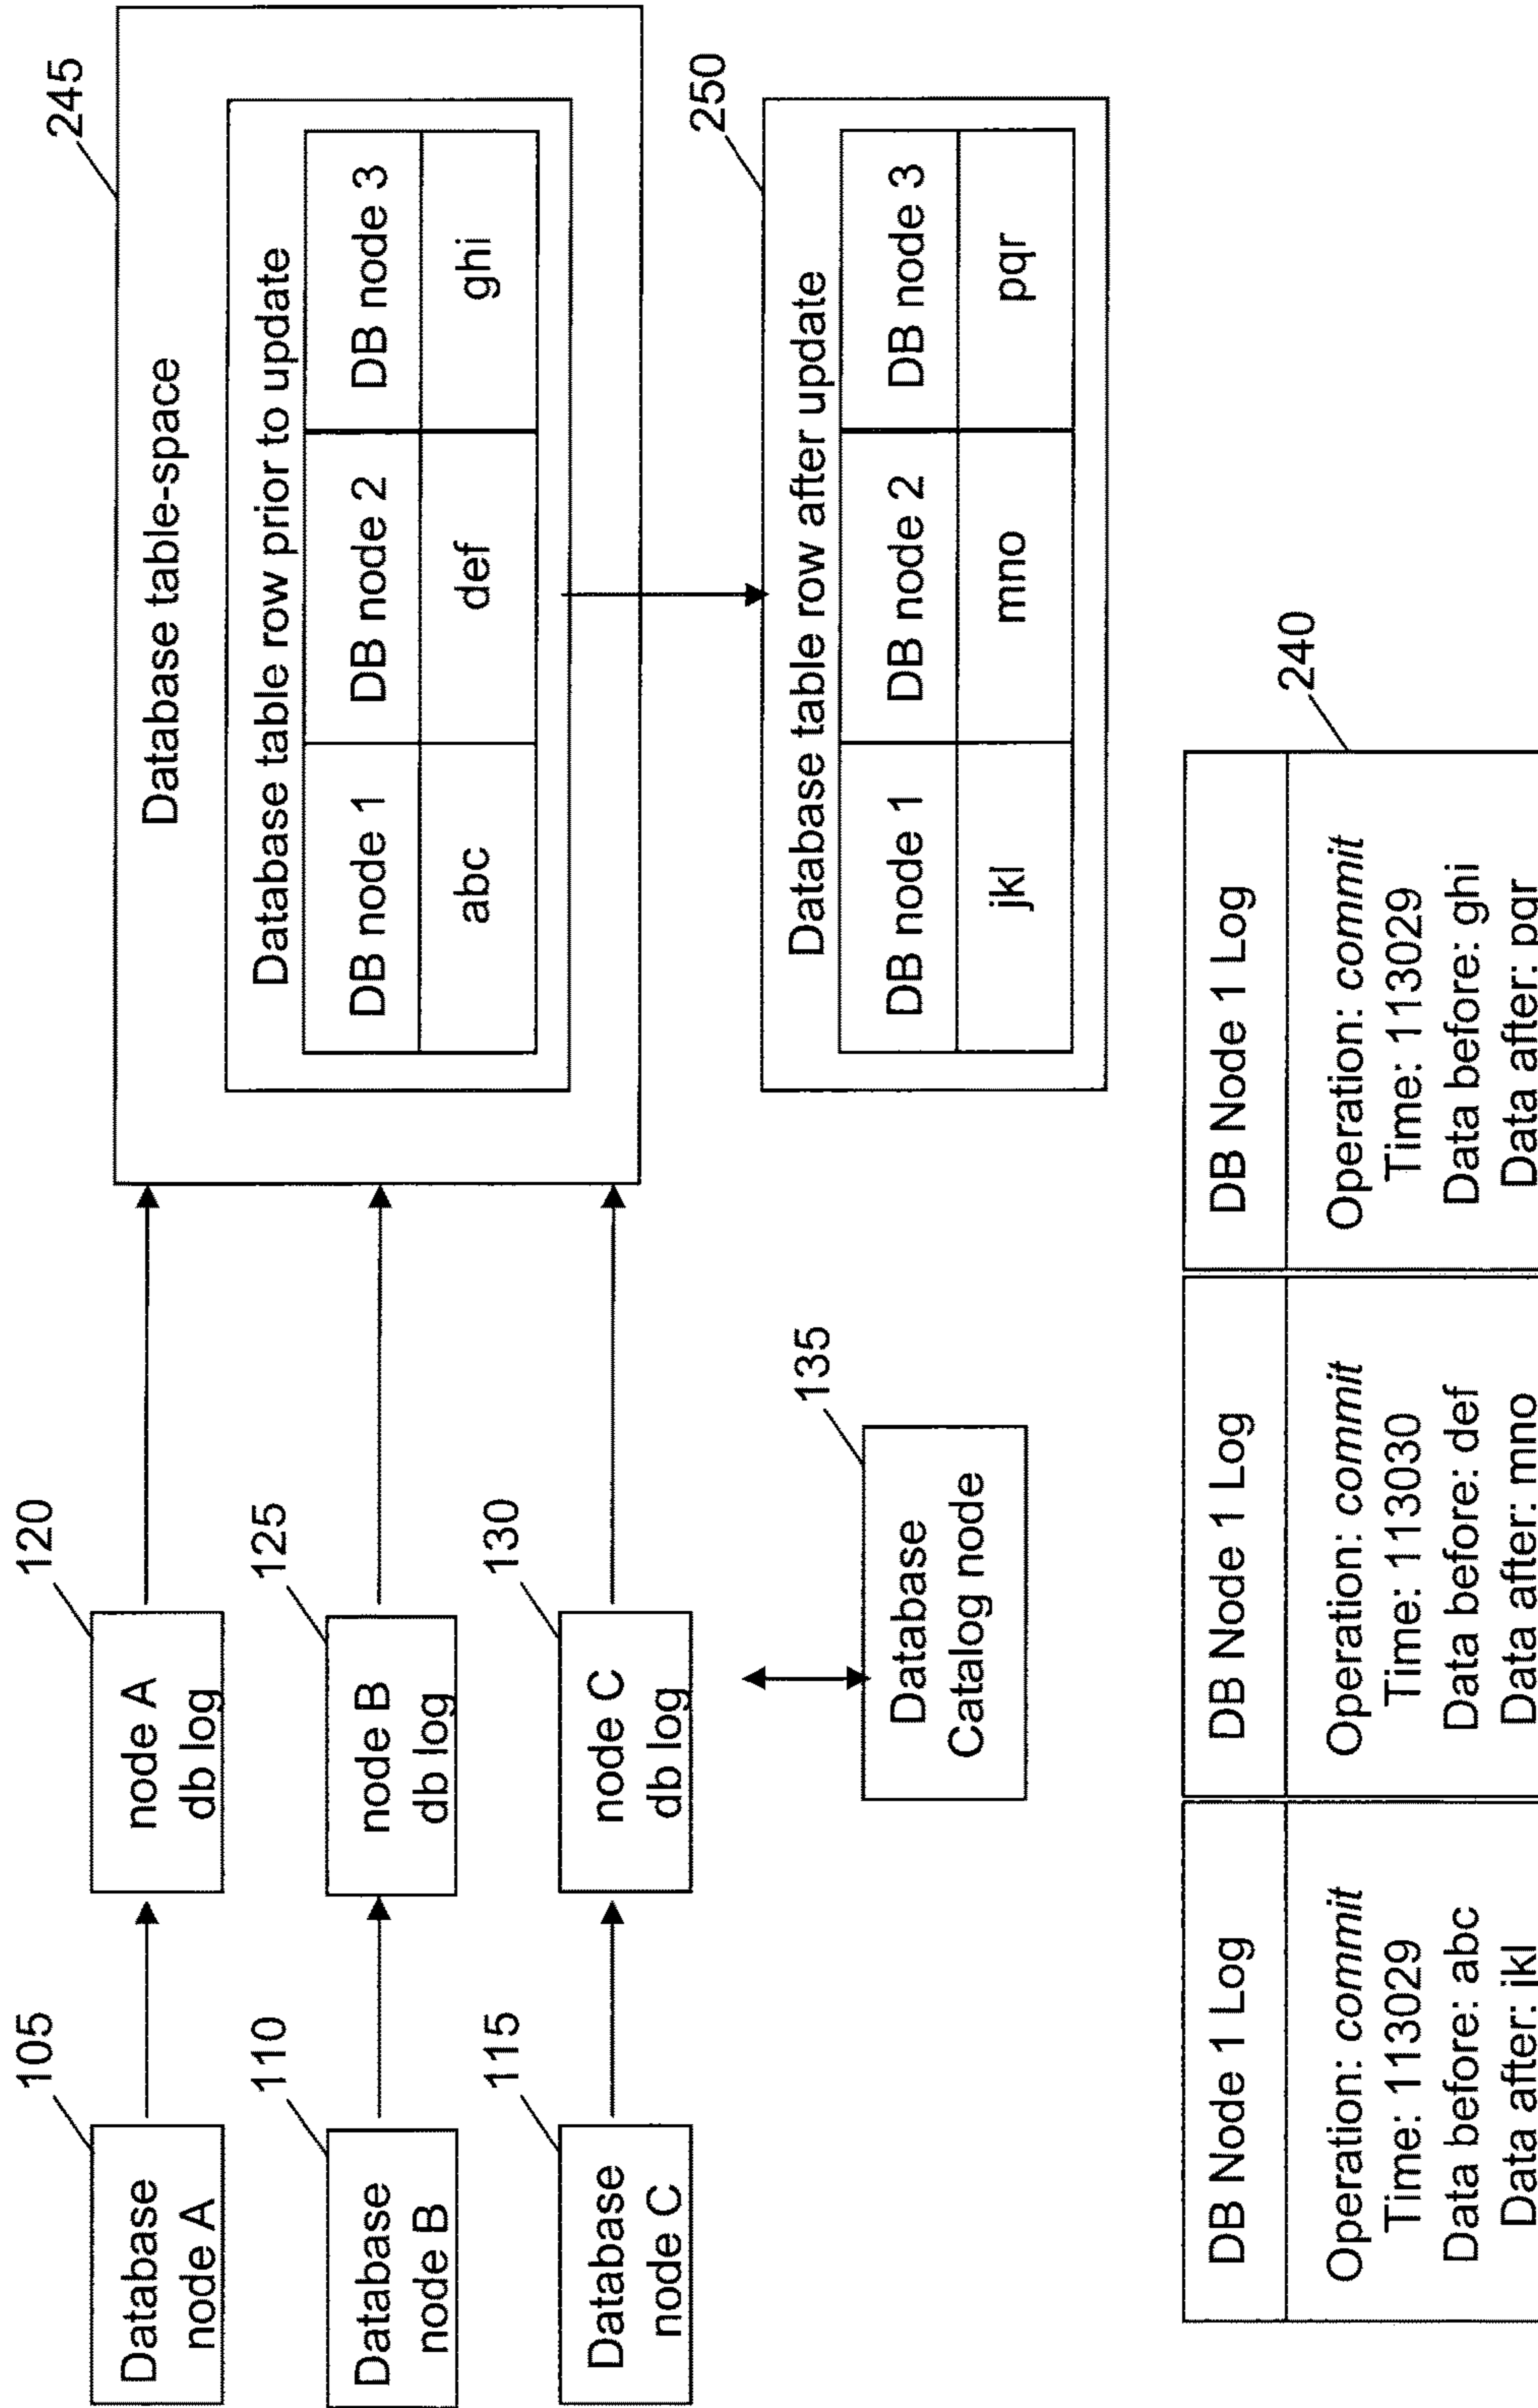 105
Database
node A
120
node A
db log
110
Database
node B
125
node B
db log
115
Database
node C
130
node C
db log
135
Database
Catalog node
245
Database table-space
Database table row prior to update
DB node 1 DB node 2 DB node 3
abc def ghi
250
Database table row after update
DB node 1 DB node 2 DB node 3
jkl mno pqr
240
DB Node 1 Log
Operation: commit
Time: 113029
Data before: abc
Data after: jkl
DB Node 1 Log
Operation: commit
Time: 113030
Data before: def
Data after: mno
DB Node 1 Log
Operation: commit
Time: 113029
Data before: ghi
Data after: pqr